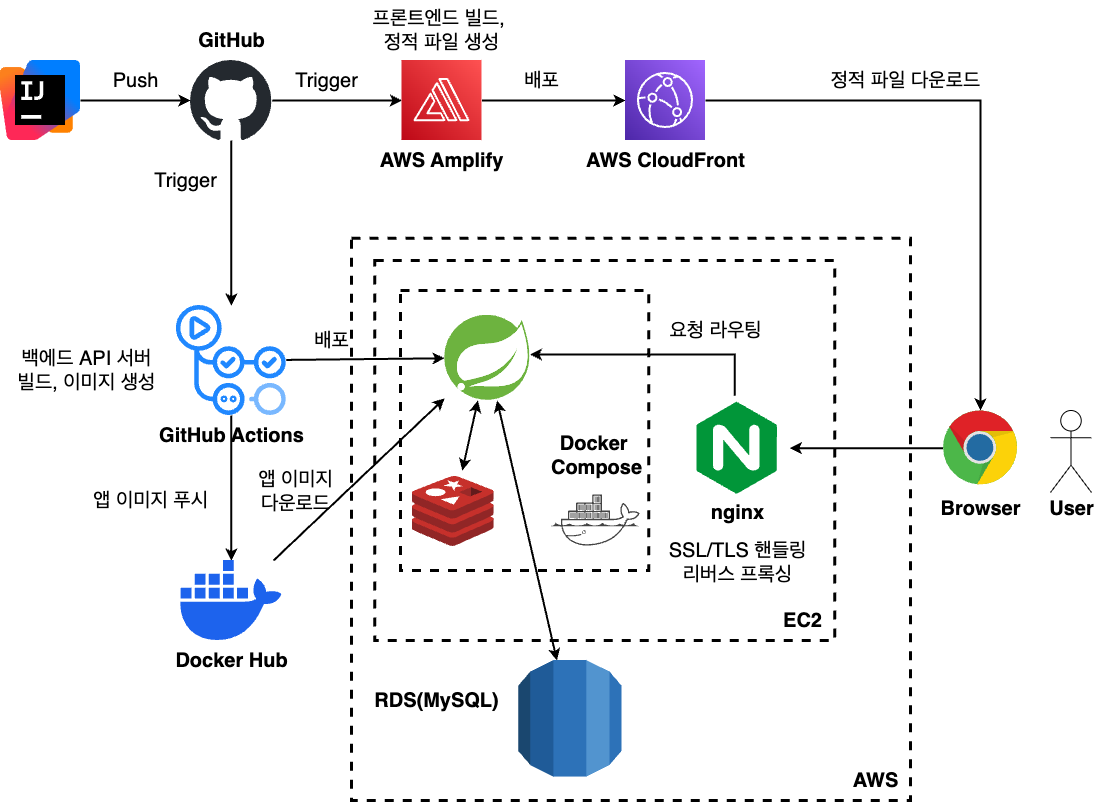 프론트엔드 빌드,
정적 파일 생성
GitHub
IJ
Push
Trigger
배포
정적 파일 다운로드
AWS Amplify
AWS CloudFront
Trigger
배포
요청 라우팅
백에드 API 서버
빌드, 이미지 생성
GitHub Actions
Docker
Compose
앱 이미지 푸시
앱 이미지
다운로드
N
nginx
Browser
User
SSL/TLS 핸들링
리버스 프록싱
EC2
Docker Hub
RDS(MySQL)
AWS